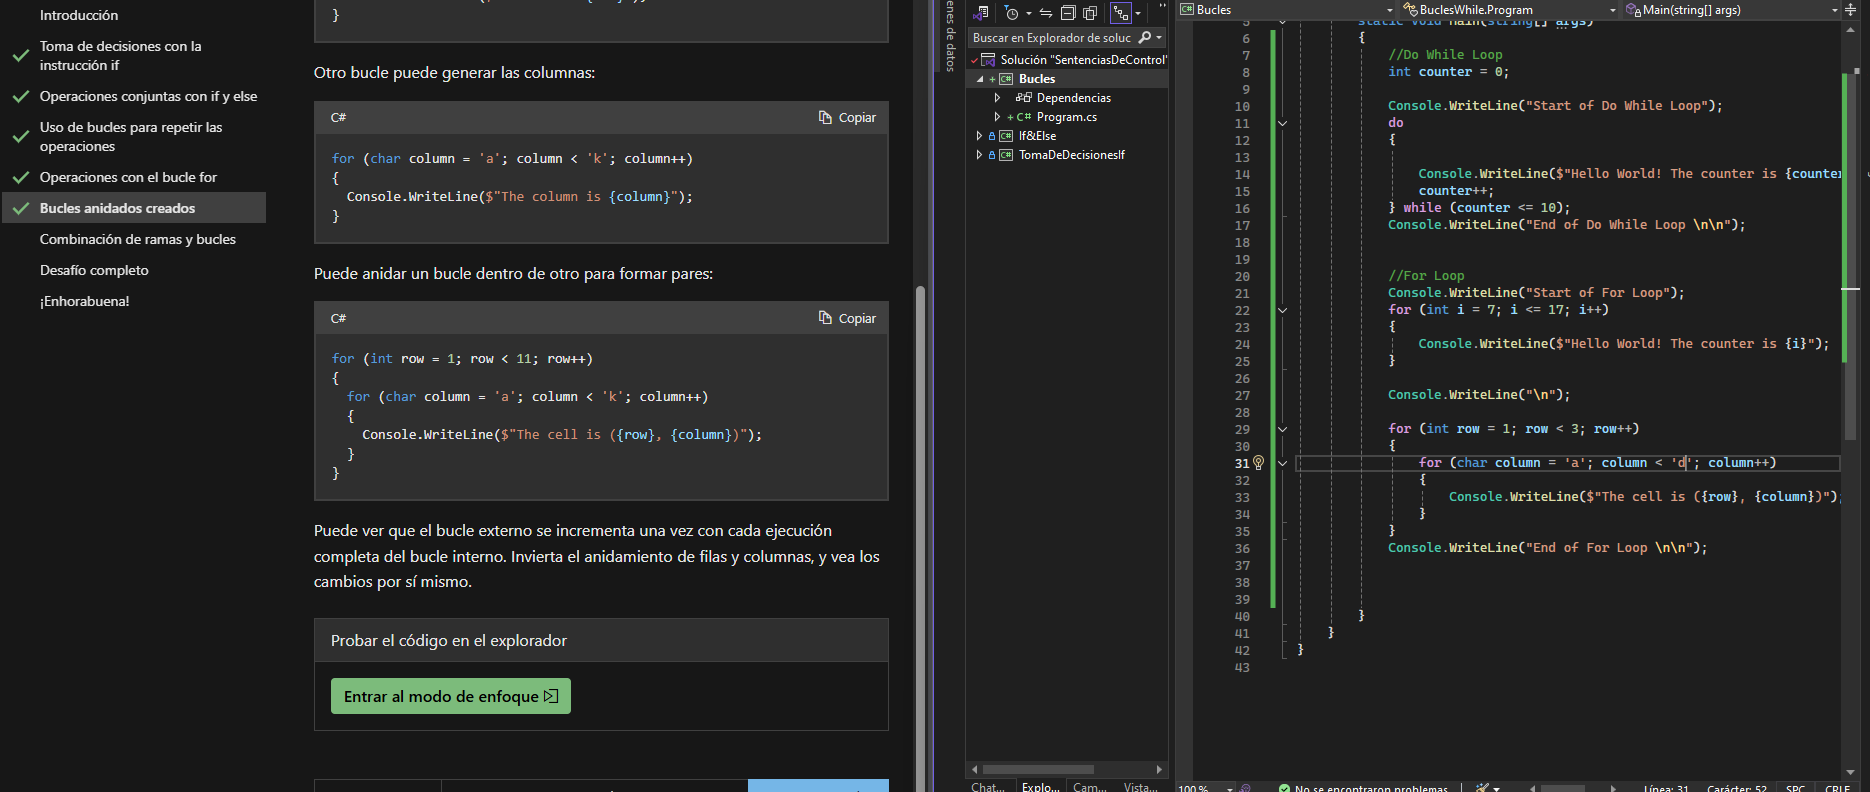 Introducción
Toma de decisiones con la
instrucción if
Operaciones conjuntas con if y else
Uso de bucles para repetir las
operaciones
Operaciones con el bucle for
Bucles anidados creados
Combinación de ramas y bucles
Desafío completo
¡Enhorabuena!
}
Otro bucle puede generar las columnas:
C#
Copiar
for (char column = 'a'; column < 'k'; column++)
{
Console.WriteLine($"The column is {column}");
}
Puede anidar un bucle dentro de otro para formar pares:
C#
Copiar
for (int row = 1; row < 11; row++)
{
for (char column = 'a'; column < 'k'; column++)
{
Console.WriteLine($"The cell is ({row}, {column})");
}
}
Puede ver que el bucle externo se incrementa una vez con cada ejecución
completa del bucle interno. Invierta el anidamiento de filas y columnas, y vea los
cambios por sí mismo.
Probar el código en el explorador
Entrar al modo de enfoque
enes de datos
Buscar en Explorador de soluc
Solución "SentenciasDeControl"
C# Bucles
Dependencias
C# Program.cs
C# If&Else
C# TomaDeDecisionesIf
Chat...
Explo...
Cam...
Vista...
C# Bucles
BuclesWhile.Program
Main(string[] args)
5 static void Main(string[] args)
6 {
7 //Do While Loop
8 int counter = 0;
9
10 Console.WriteLine("Start of Do While Loop");
11 do
12 {
13
14 Console.WriteLine($"Hello World! The counter is {counter
15 counter++;
16 } while (counter <= 10);
17 Console.WriteLine("End of Do While Loop \n\n");
18
19
20 //For Loop
21 Console.WriteLine("Start of For Loop");
22 for (int i = 7; i <= 17; i++)
23 {
24 Console.WriteLine($"Hello World! The counter is {i}");
25 }
26
27 Console.WriteLine("\n");
28
29 for (int row = 1; row < 3; row++)
30 {
31 for (char column = 'a'; column < 'd'; column++)
32 {
33 Console.WriteLine($"The cell is ({row}, {column})");
34 }
35 }
36 Console.WriteLine("End of For Loop \n\n");
37
38
39
40 }
41 }
42 }
43
100 %
No se encontraron problemas
Línea: 31
Carácter: 52
SPC
CRLF